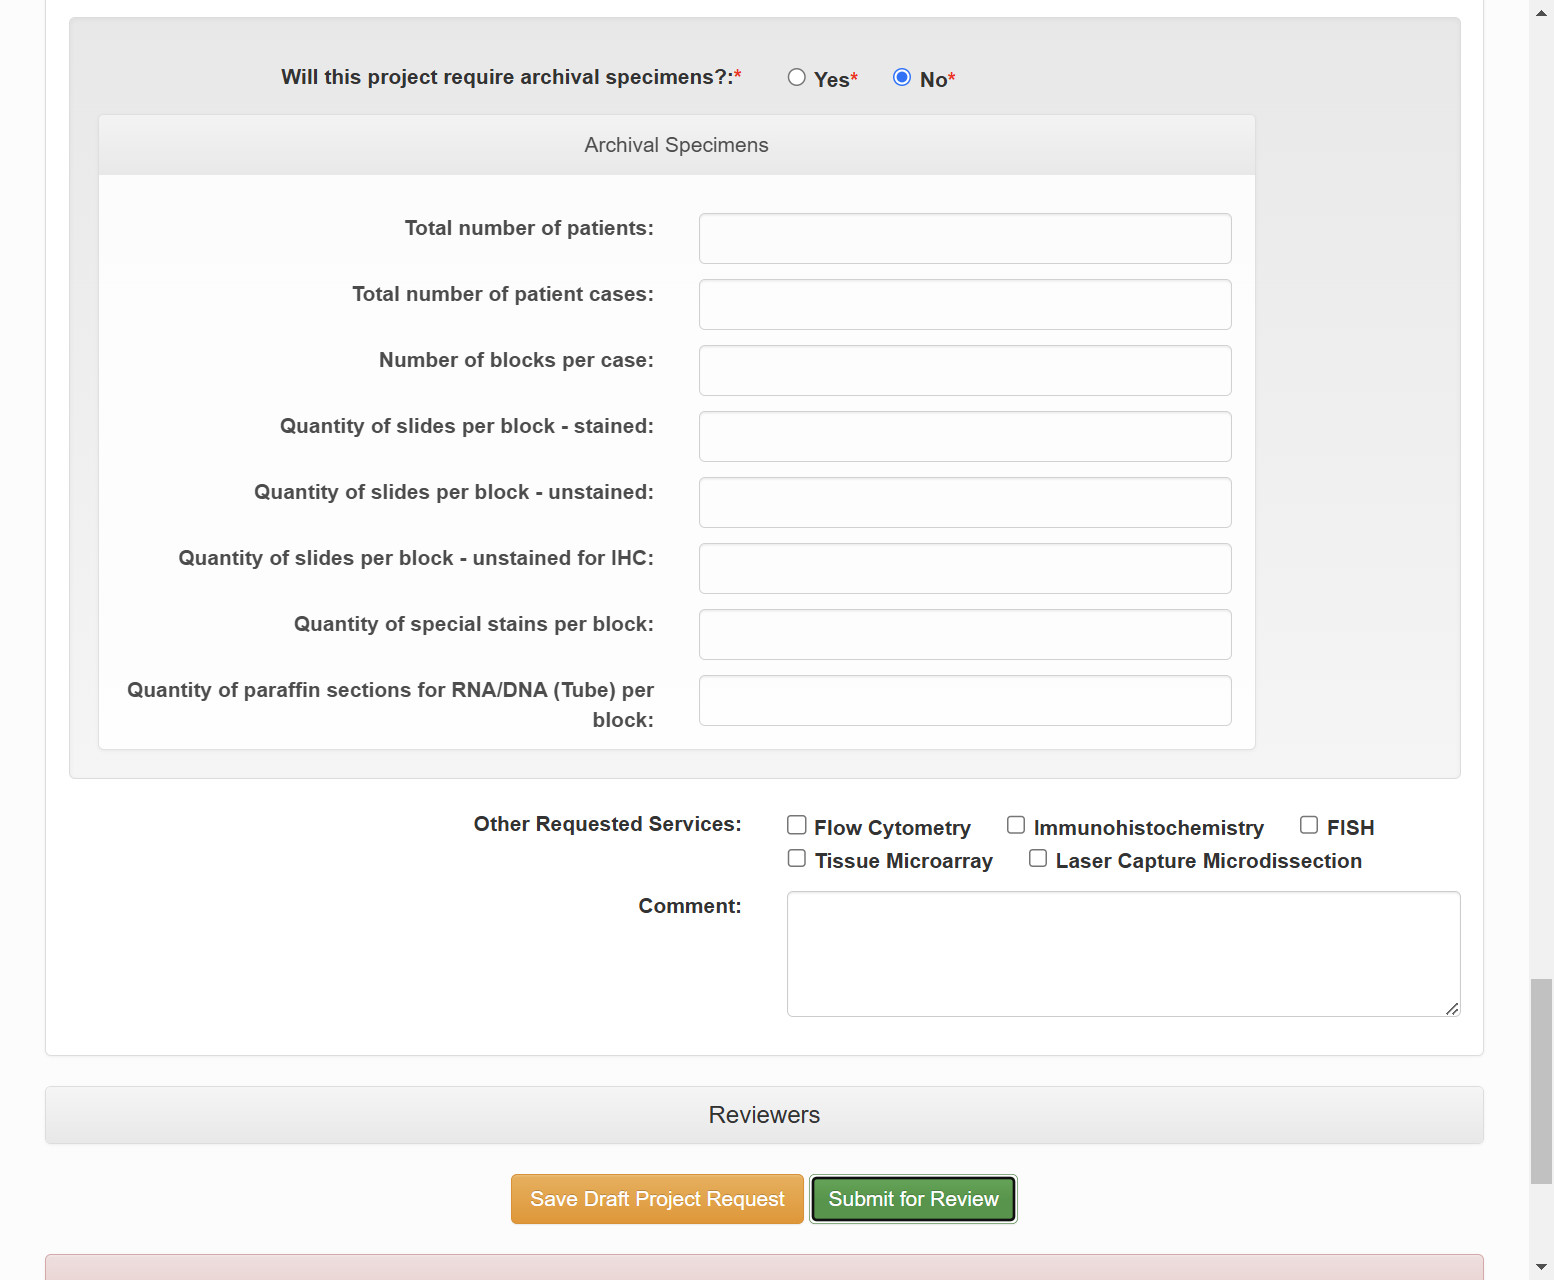 Will this project require archival specimens?:* Yes* No*
Archival Specimens
Total number of patients:
Total number of patient cases:
Number of blocks per case:
Quantity of slides per block - stained:
Quantity of slides per block - unstained:
Quantity of slides per block - unstained for IHC:
Quantity of special stains per block:
Quantity of paraffin sections for RNA/DNA (Tube) per
block:
Other Requested Services: Flow Cytometry Immunohistochemistry FISH
Tissue Microarray Laser Capture Microdissection
Comment:
Reviewers
Save Draft Project Request Submit for Review